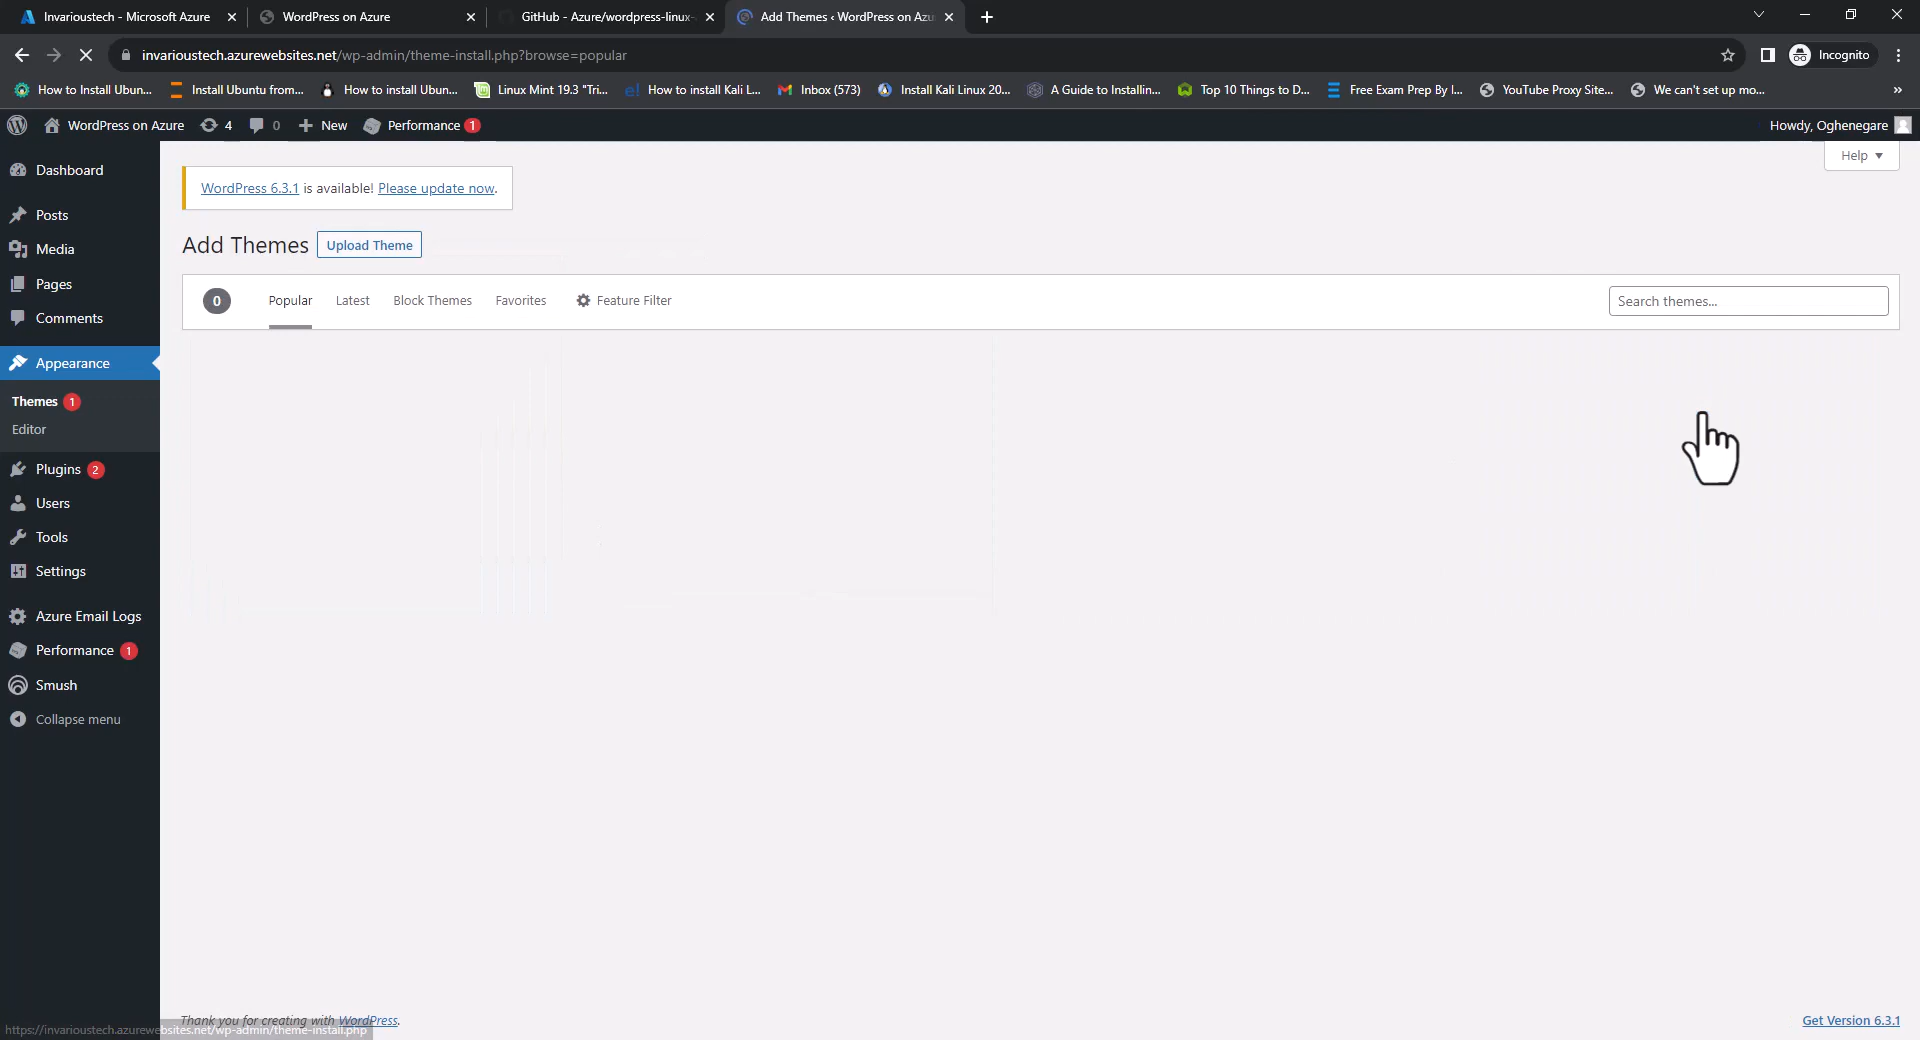 Invarioustech - Microsoft Azure
WordPress on Azure
GitHub - Azure/wordpress-linux-
Add Themes ‹ WordPress on Azu
invarioustech.azurewebsites.net/wp-admin/theme-install.php?browse=popular
Incognito
How to Install Ubun...
Install Ubuntu from...
How to install Ubun...
Linux Mint 19.3 "Tri...
How to install Kali L...
Inbox (573)
Install Kali Linux 20...
A Guide to Installin...
Top 10 Things to D...
Free Exam Prep By I...
YouTube Proxy Site...
We can't set up mo...
»
WordPress on Azure
4
0
New
Performance 1
Howdy, Oghenegare
Help
Dashboard
Posts
Media
Pages
Comments
Appearance
Themes 1
Editor
Plugins 2
Users
Tools
Settings
Azure Email Logs
Performance 1
Smush
Collapse menu
WordPress 6.3.1 is available! Please update now.
Add Themes
Upload Theme
0
Popular
Latest
Block Themes
Favorites
Feature Filter
Search themes...
Thank you for creating with WordPress.
Get Version 6.3.1
https://invarioustech.azurewebsites.net/wp-admin/theme-install.php